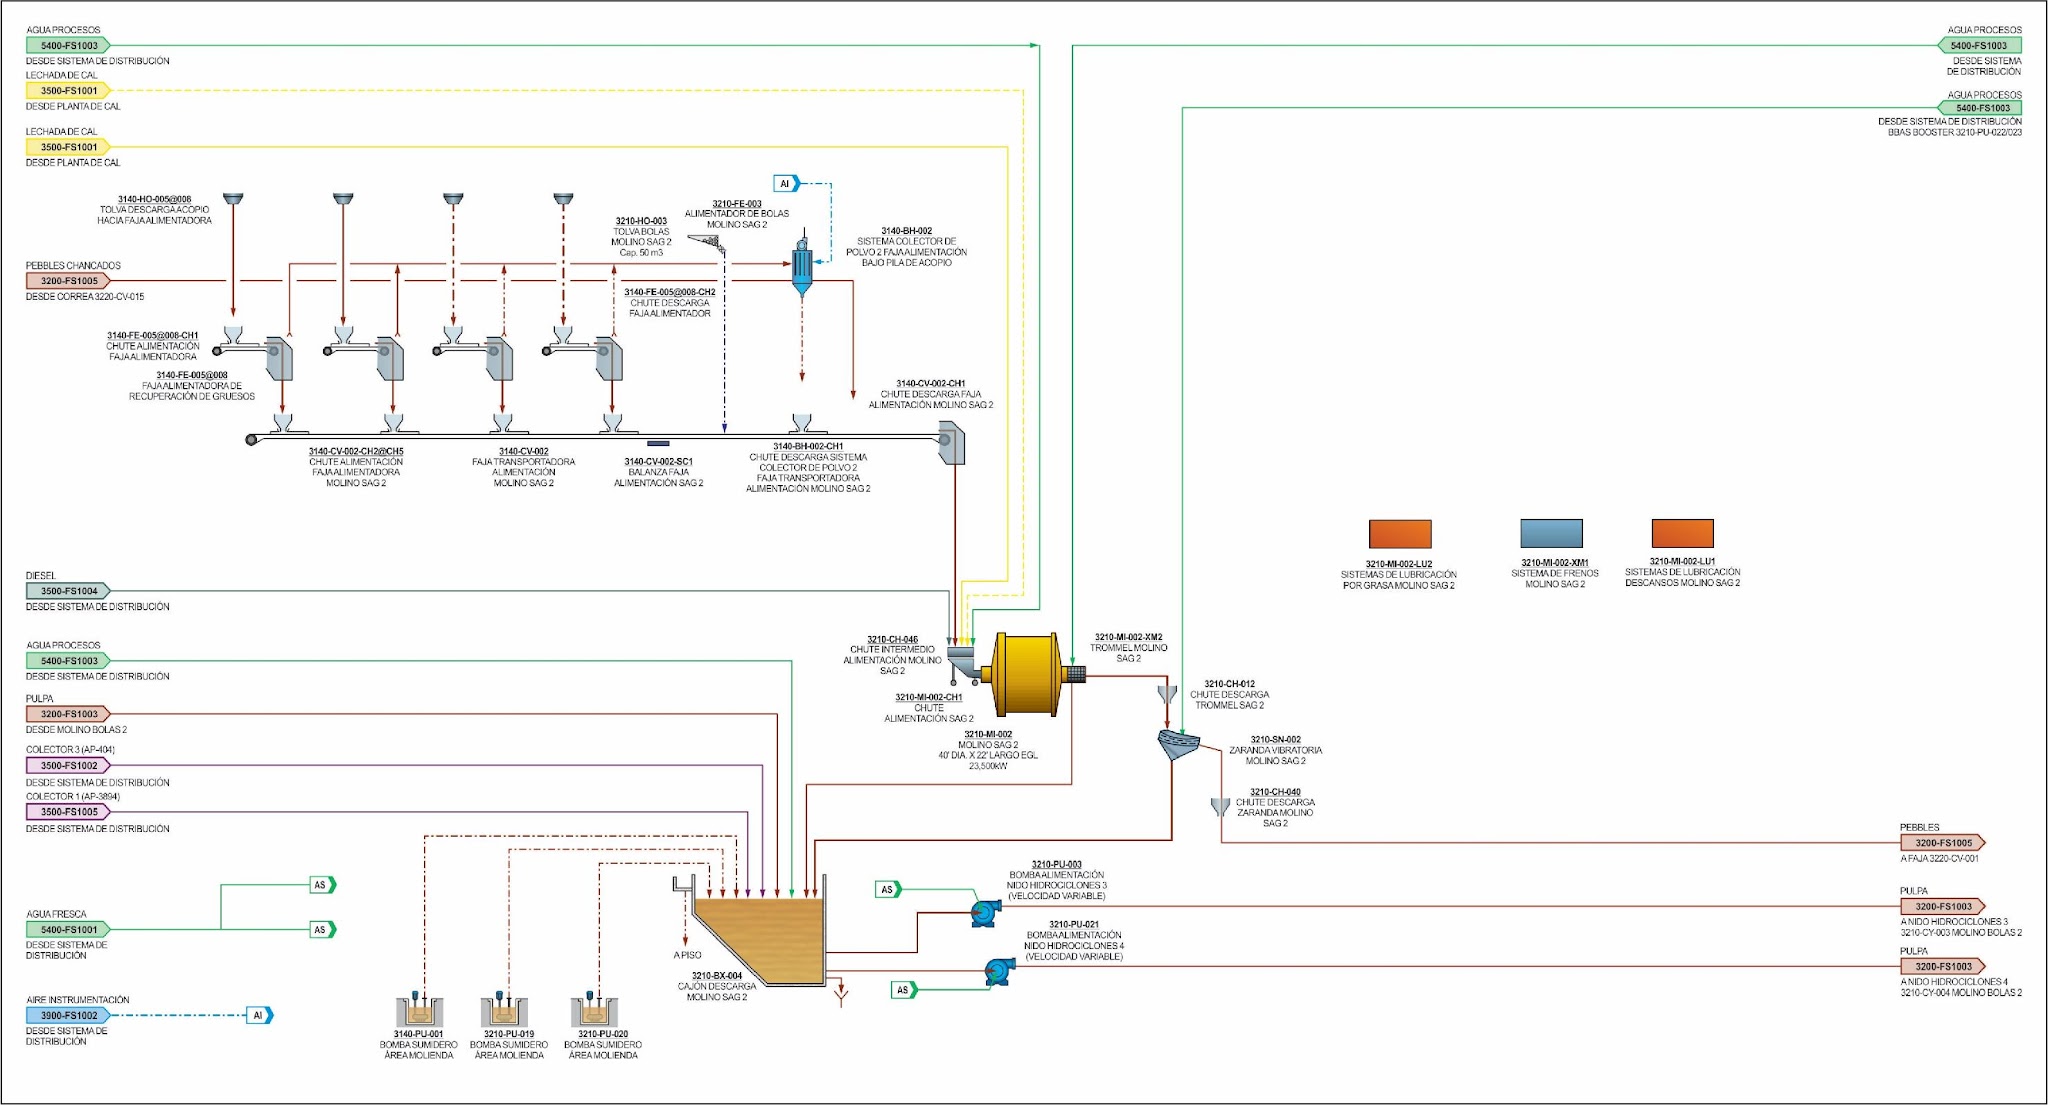 AGUA PROCESOS
5400-FS1003
DESDE SISTEMA DE DISTRIBUCIÓN
LECHADA DE CAL
3500-FS1001
DESDE PLANTA DE CAL
LECHADA DE CAL
3500-FS1001
DESDE PLANTA DE CAL
AGUA PROCESOS
5400-FS1003
DESDE SISTEMA
DE DISTRIBUCIÓN
AGUA PROCESOS
5400-FS1003
DESDE SISTEMA DE DISTRIBUCIÓN
BBAS BOOSTER 3210-PU-022/023
3140-HO-005@008
TOLVA DESCARGA ACOPIO
HACIA FAJA ALIMENTADORA
AI
3210-FE-003
ALIMENTADOR DE BOLAS
MOLINO SAG 2
3210-HO-003
TOLVA BOLAS
MOLINO SAG 2
Cap. 50 m3
3140-BH-002
SISTEMA COLECTOR DE
POLVO 2 FAJA ALIMENTACIÓN
BAJO PILA DE ACOPIO
PEBBLES CHANCADOS
3200-FS1005
DESDE CORREA 3220-CV-015
3140-FE-005@008-CH2
CHUTE DESCARGA
FAJA ALIMENTADOR
3140-FE-005@008-CH1
CHUTE ALIMENTACIÓN
FAJA ALIMENTADORA
3140-FE-005@008
FAJA ALIMENTADORA DE
RECUPERACIÓN DE GRUESOS
3140-CV-002-CH1
CHUTE DESCARGA FAJA
ALIMENTACIÓN MOLINO SAG 2
3140-CV-002-CH2@CH5
CHUTE ALIMENTACIÓN
FAJA ALIMENTADORA
MOLINO SAG 2
3140-CV-002
FAJA TRANSPORTADORA
ALIMENTACIÓN
MOLINO SAG 2
3140-CV-002-SC1
BALANZA FAJA
ALIMENTACIÓN SAG 2
3140-BH-002-CH1
CHUTE DESCARGA SISTEMA
COLECTOR DE POLVO 2
FAJA TRANSPORTADORA
ALIMENTACIÓN MOLINO SAG 2
3210-MI-002-LU2
SISTEMAS DE LUBRICACIÓN
POR GRASA MOLINO SAG 2
3210-MI-002-XM1
SISTEMA DE FRENOS
MOLINO SAG 2
3210-MI-002-LU1
SISTEMAS DE LUBRICACIÓN
DESCANSOS MOLINO SAG 2
DIESEL
3500-FS1004
DESDE SISTEMA DE DISTRIBUCIÓN
AGUA PROCESOS
5400-FS1003
DESDE SISTEMA DE DISTRIBUCIÓN
PULPA
3200-FS1003
DESDE MOLINO BOLAS 2
COLECTOR 3 (AP-404)
3500-FS1002
DESDE SISTEMA DE DISTRIBUCIÓN
COLECTOR 1 (AP-3894)
3500-FS1005
DESDE SISTEMA DE DISTRIBUCIÓN
3210-CH-046
CHUTE INTERMEDIO
ALIMENTACIÓN MOLINO
SAG 2
3210-MI-002-CH1
CHUTE
ALIMENTACIÓN SAG 2
3210-MI-002
MOLINO SAG 2
40' DIA. X 22' LARGO EGL
23,500kW
3210-MI-002-XM2
TROMMEL MOLINO
SAG 2
3210-CH-012
CHUTE DESCARGA
TROMMEL SAG 2
3210-SN-002
ZARANDA VIBRATORIA
MOLINO SAG 2
3210-CH-040
CHUTE DESCARGA
ZARANDA MOLINO
SAG 2
PEBBLES
3200-FS1005
A FAJA 3220-CV-001
3210-PU-003
BOMBA ALIMENTACIÓN
NIDO HIDROCICLONES 3
(VELOCIDAD VARIABLE)
AS
AS
AS
AGUA FRESCA
5400-FS1001
DESDE SISTEMA DE
DISTRIBUCIÓN
PULPA
3200-FS1003
A NIDO HIDROCICLONES 3
3210-CY-003 MOLINO BOLAS 2
3210-PU-021
BOMBA ALIMENTACIÓN
NIDO HIDROCICLONES 4
(VELOCIDAD VARIABLE)
AS
PULPA
3200-FS1003
A NIDO HIDROCICLONES 4
3210-CY-004 MOLINO BOLAS 2
A PISO
3210-BX-004
CAJÓN DESCARGA
MOLINO SAG 2
AIRE INSTRUMENTACIÓN
3900-FS1002
DESDE SISTEMA DE
DISTRIBUCIÓN
AI
3140-PU-001
BOMBA SUMIDERO
ÁREA MOLIENDA
3210-PU-019
BOMBA SUMIDERO
ÁREA MOLIENDA
3210-PU-020
BOMBA SUMIDERO
ÁREA MOLIENDA